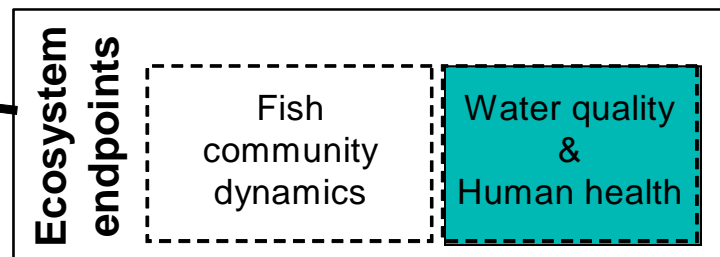 Ecosystem
endpoints
Fish
community
dynamics
Water quality
&
Human health